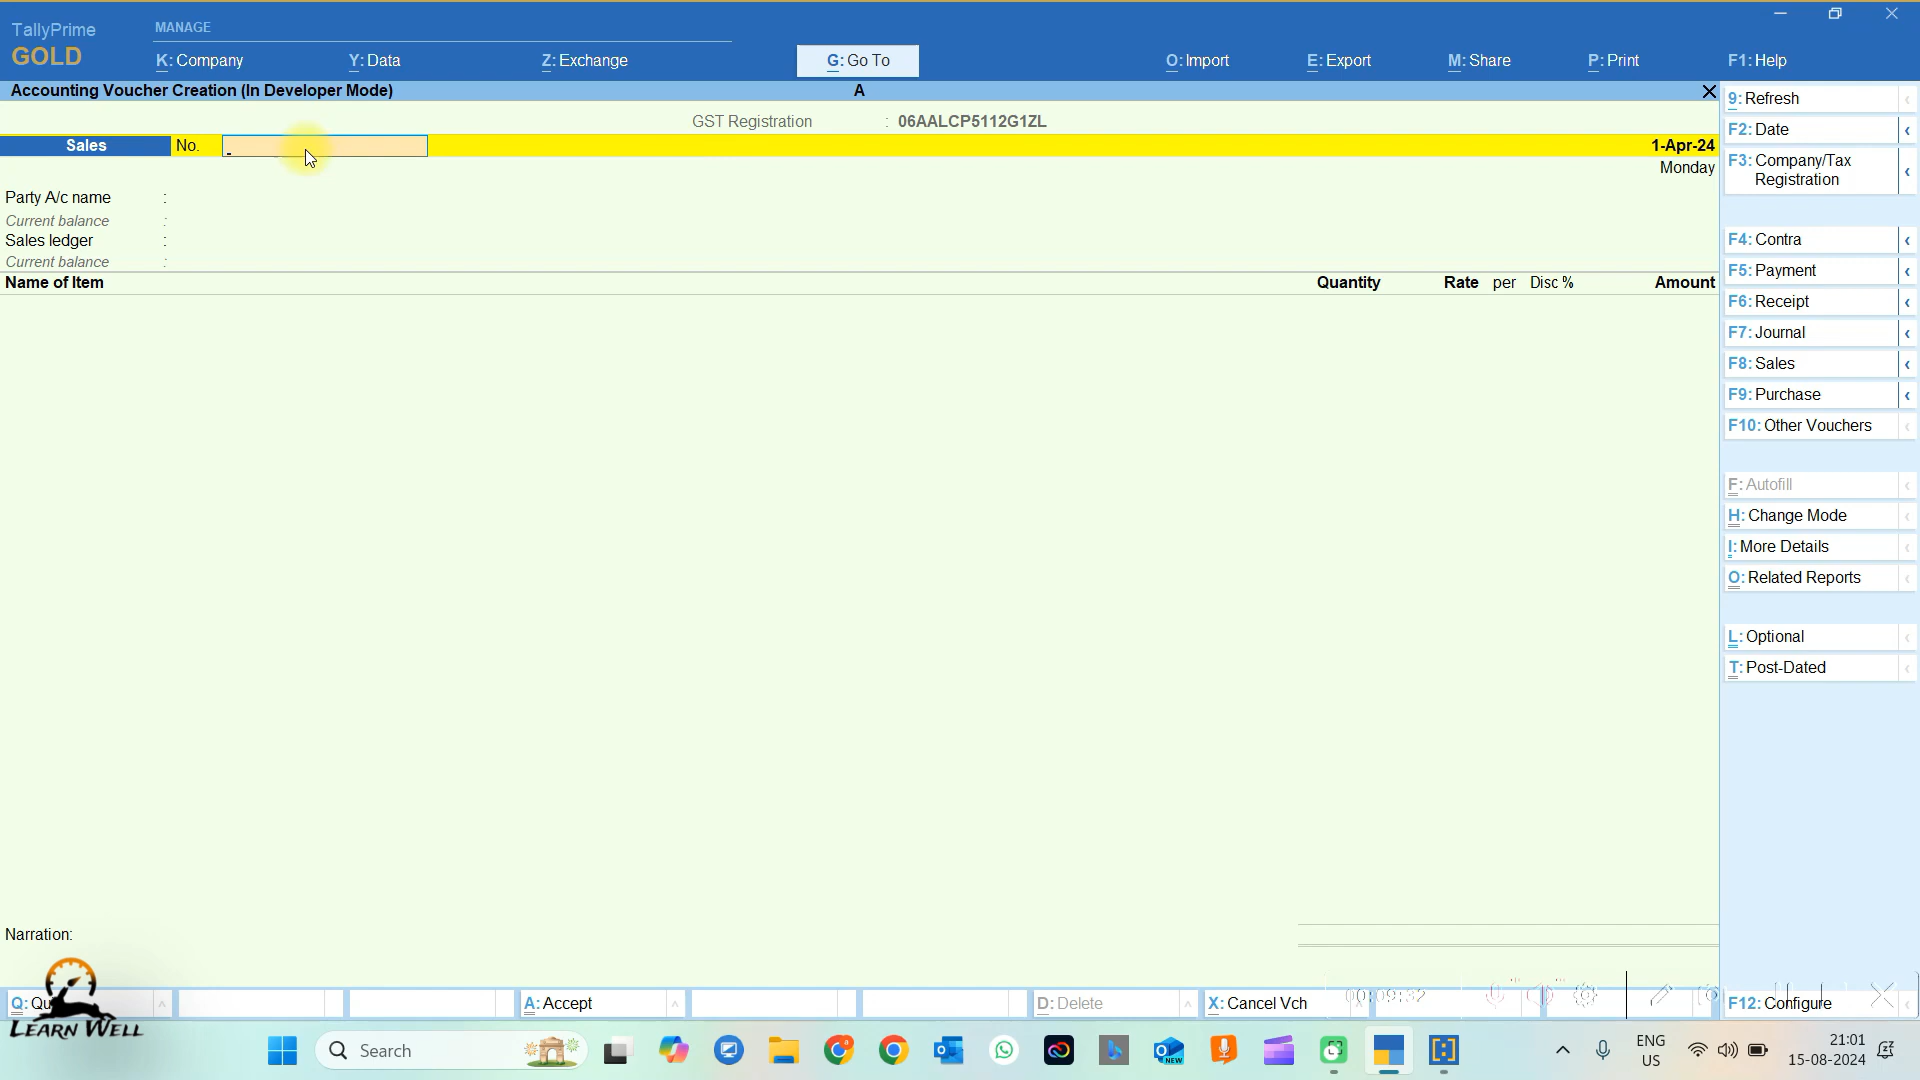 TallyPrime
GOLD
MANAGE
K: Company
Y: Data
Z: Exchange
G: Go To
O: Import
E: Export
M: Share
P: Print
F1: Help
Accounting Voucher Creation (In Developer Mode)
A
GST Registration : 06AALCP5112G1ZL
Sales No. 1-Apr-24
Monday
Party A/c name :
Current balance :
Sales ledger :
Current balance :
Name of Item Quantity Rate per Disc % Amount
Narration:
9: Refresh
F2: Date
F3: Company/Tax
Registration
F4: Contra
F5: Payment
F6: Receipt
F7: Journal
F8: Sales
F9: Purchase
F10: Other Vouchers
F: Autofill
H: Change Mode
I: More Details
O: Related Reports
L: Optional
T: Post-Dated
A: Accept
D: Delete
X: Cancel Vch
00:09:32
F12: Configure
LEARN WELL
Search
NEW
ENG
US
21:01
15-08-2024